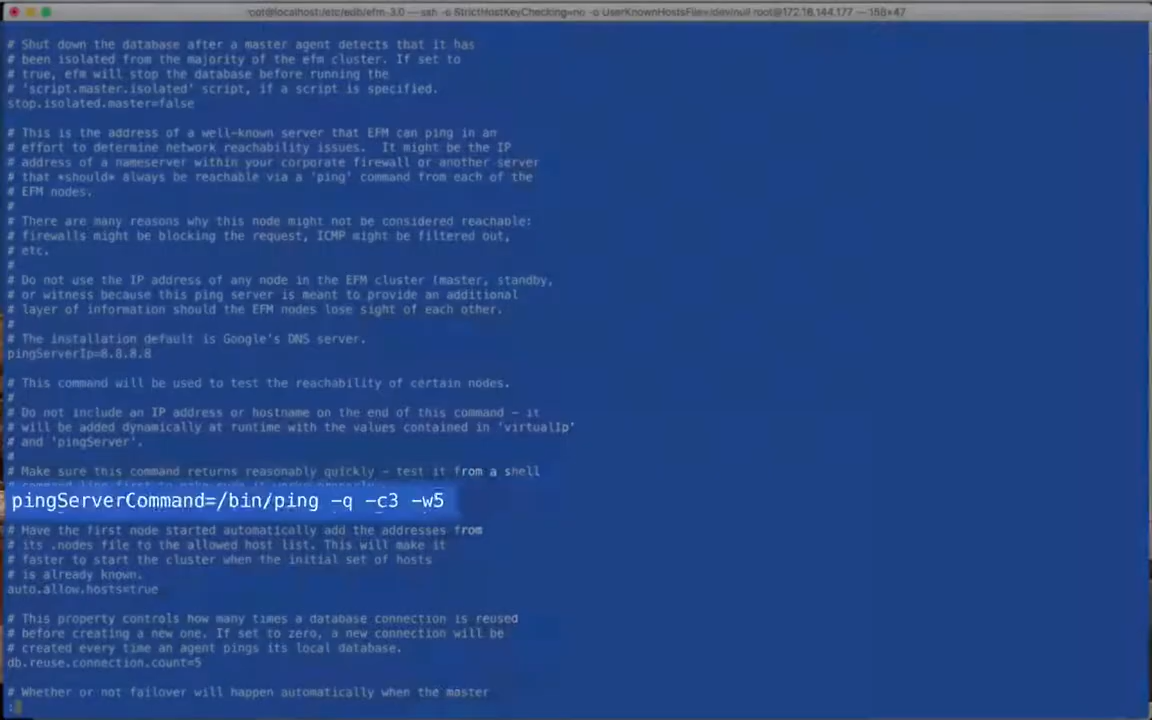 root@localhost:/etc/edb/efm-3.0 — ssh -o StrictHostKeyChecking=no -o UserKnownHostsFile=/dev/null root@172.16.144.177 — 158×47
# Shut down the database after a master agent detects that it has
# been isolated from the majority of the efm cluster. If set to
# true, efm will stop the database before running the
# 'script.master.isolated' script, if a script is specified.
stop.isolated.master=false
# This is the address of a well-known server that EFM can ping in an
# effort to determine network reachability issues.  It might be the IP
# address of a nameserver within your corporate firewall or another server
# that *should* always be reachable via a 'ping' command from each of the
# EFM nodes.
#
# There are many reasons why this node might not be considered reachable:
# firewalls might be blocking the request, ICMP might be filtered out,
# etc.
#
# Do not use the IP address of any node in the EFM cluster (master, standby,
# or witness because this ping server is meant to provide an additional
# layer of information should the EFM nodes lose sight of each other.
#
# The installation default is Google's DNS server.
pingServerIp=8.8.8.8
# This command will be used to test the reachability of certain nodes.
#
# Do not include an IP address or hostname on the end of this command – it
# will be added dynamically at runtime with the values contained in 'virtualIp'
# and 'pingServer'.
#
# Make sure this command returns reasonably quickly – test it from a shell
pingServerCommand=/bin/ping -q -c3 -w5
# Have the first node started automatically add the addresses from
# its .nodes file to the allowed host list. This will make it
# faster to start the cluster when the initial set of hosts
# is already known.
auto.allow.hosts=true
# This property controls how many times a database connection is reused
# before creating a new one. If set to zero, a new connection will be
# created every time an agent pings its local database.
db.reuse.connection.count=5
# Whether or not failover will happen automatically when the master
: